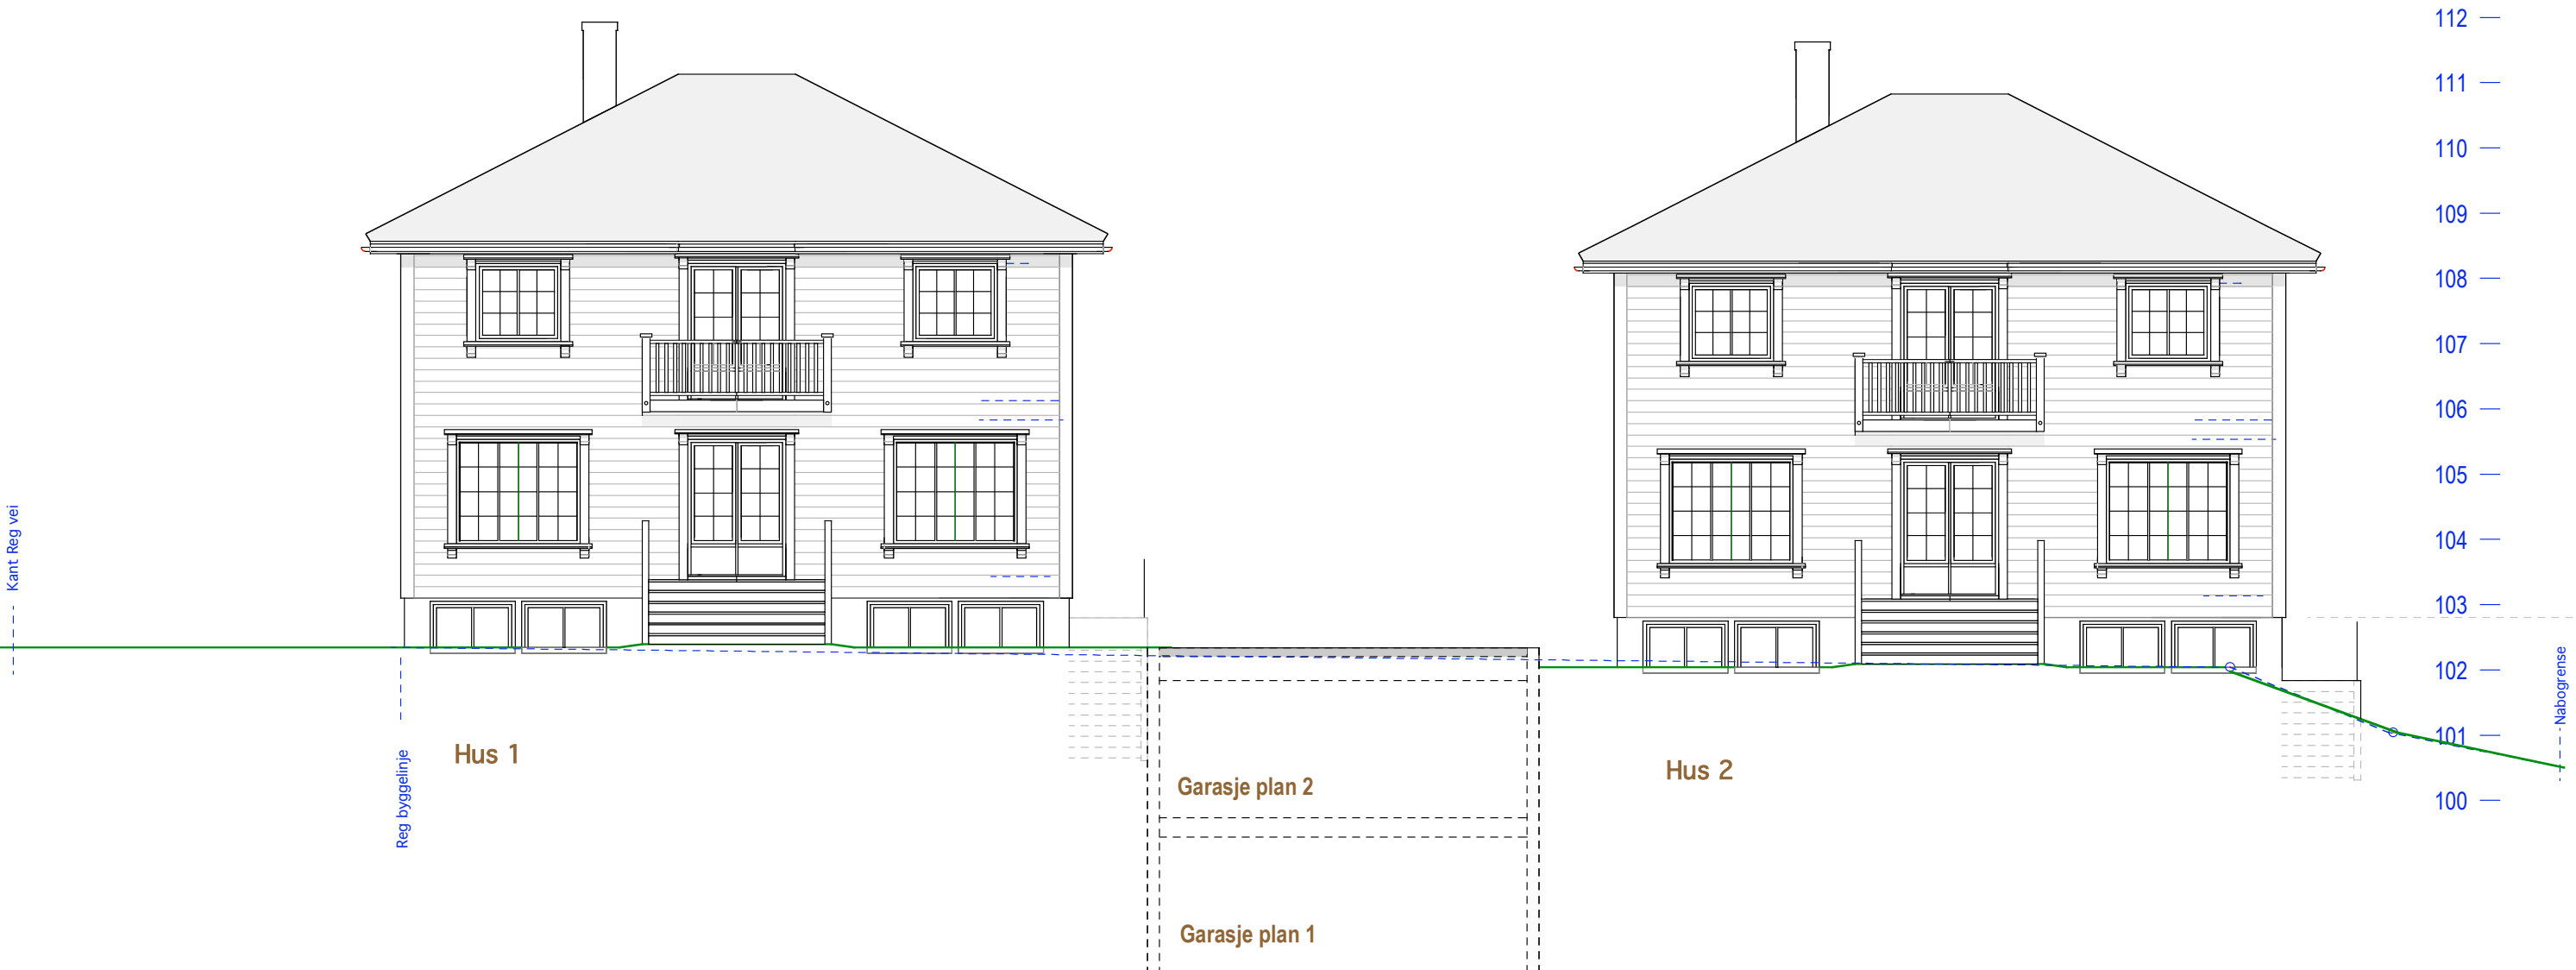 112
111
110
109
108
107
106
105
104
103
102
101
100
Kant Reg vei
Reg byggelinje
Hus 1
Garasje plan 2
Garasje plan 1
Hus 2
Nabogrense